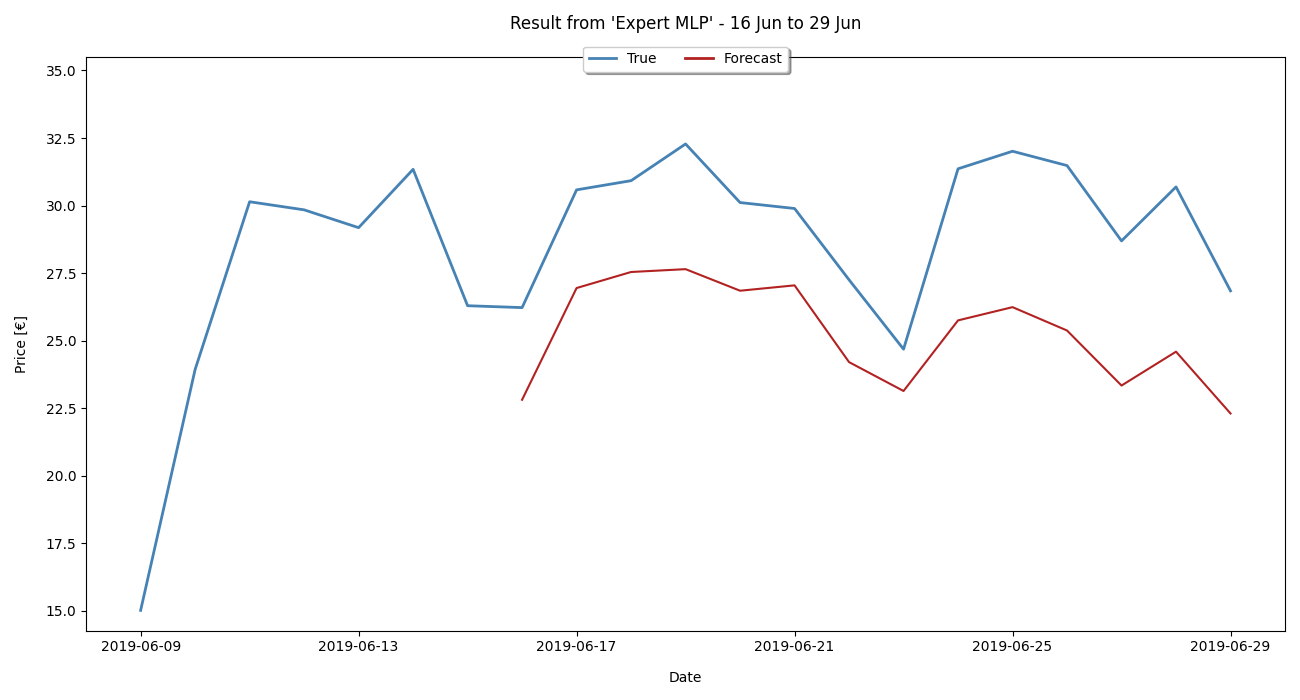 Result from 'Expert MLP' - 16 Jun to 29 Jun
True Forecast
35.0
32.5
30.0
27.5
25.0
22.5
20.0
17.5
15.0
Price [€]
2019-06-09 2019-06-13 2019-06-17 2019-06-21 2019-06-25 2019-06-29
Date